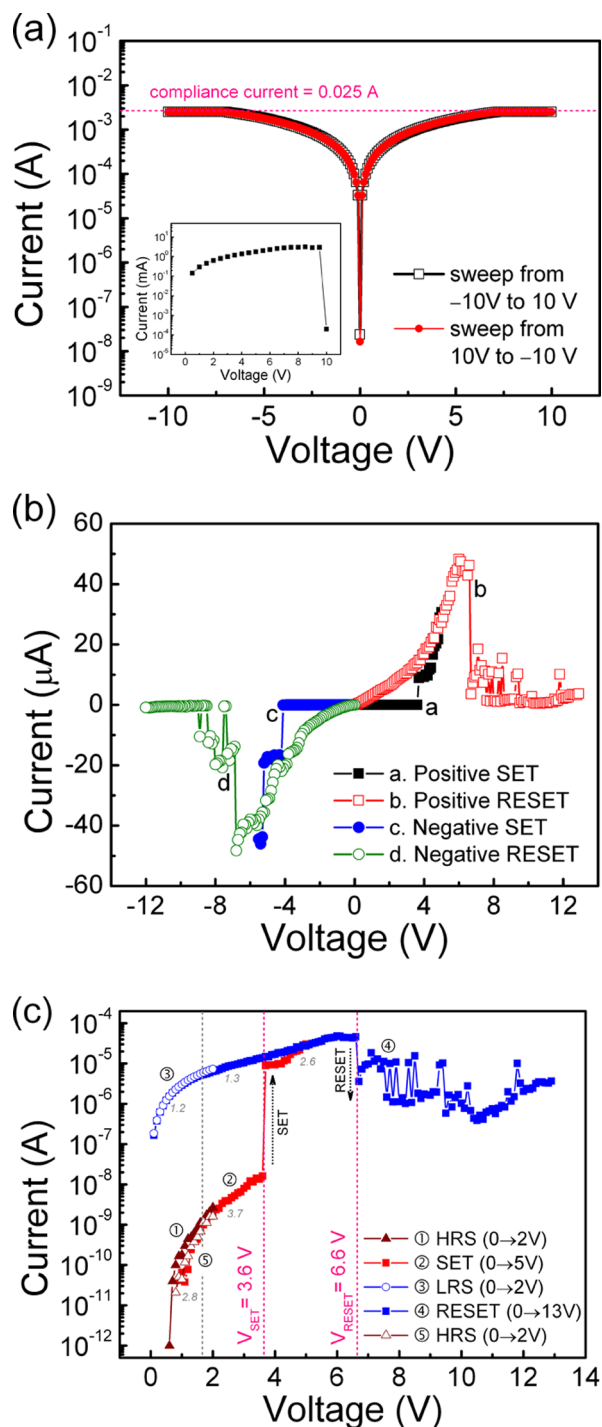 (a)
10⁻¹
10⁻²
10⁻³
10⁻⁴
10⁻⁵
10⁻⁶
10⁻⁷
10⁻⁸
10⁻⁹
Current (A)
compliance current = 0.025 A
10²
10¹
10⁰
10⁻¹
10⁻²
10⁻³
10⁻⁴
10⁻⁵
Current (mA)
0 2 4 6 8 10
Voltage (V)
sweep from
−10V to 10 V
sweep from
10V to −10 V
-10 -5 0 5 10
Voltage (V)
(b)
60
40
20
0
-20
-40
-60
Current (μA)
b
a
c
d
a. Positive SET
b. Positive RESET
c. Negative SET
d. Negative RESET
-12 -8 -4 0 4 8 12
Voltage (V)
(c)
10⁻⁴
10⁻⁵
10⁻⁶
10⁻⁷
10⁻⁸
10⁻⁹
10⁻¹⁰
10⁻¹¹
10⁻¹²
Current (A)
③
1.2
1.3
2.6
④
SET
RESET
②
3.7
①
⑤
2.8
V_SET = 3.6 V
V_RESET = 6.6 V
① HRS (0→2V)
② SET (0→5V)
③ LRS (0→2V)
④ RESET (0→13V)
⑤ HRS (0→2V)
0 2 4 6 8 10 12 14
Voltage (V)